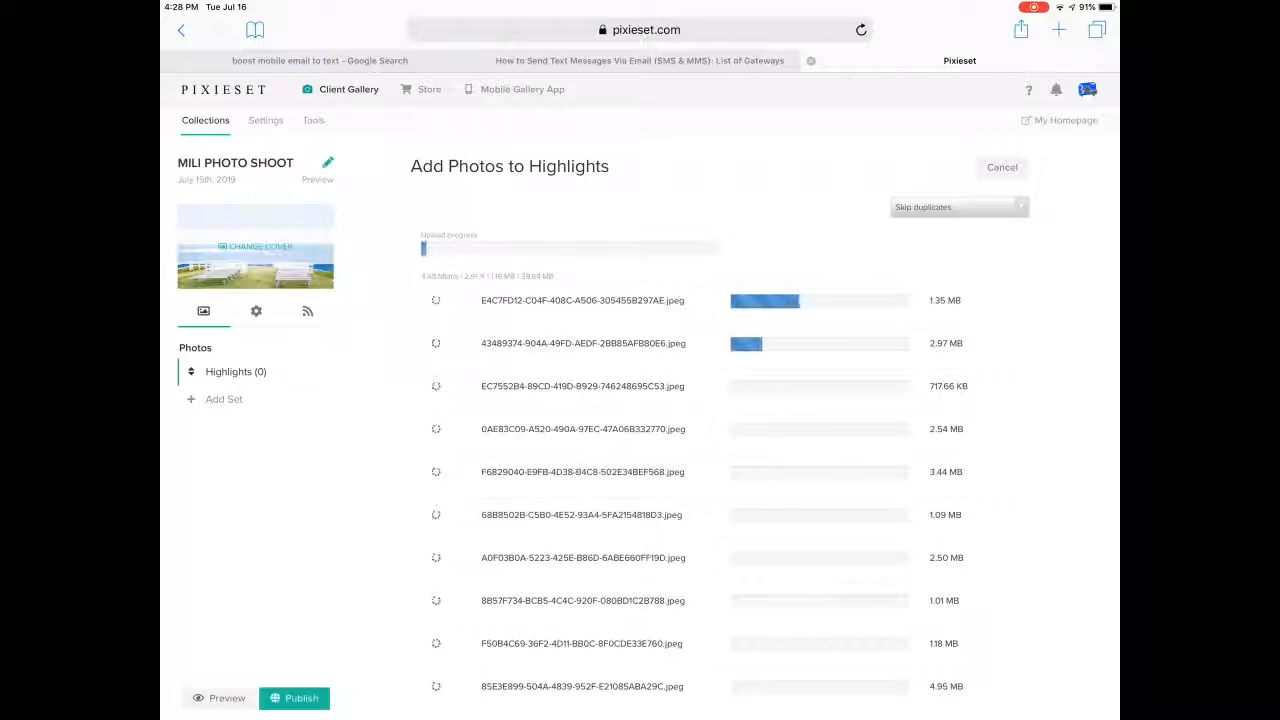 4:28 PM Tue Jul 16
91%
pixieset.com
boost mobile email to text - Google Search
How to Send Text Messages Via Email (SMS & MMS): List of Gateways
Pixieset
PIXIESET
Client Gallery
Store
Mobile Gallery App
?
Collections
Settings
Tools
My Homepage
MILI PHOTO SHOOT
July 15th, 2019
Preview
CHANGE COVER
Photos
Highlights (0)
+ Add Set
Preview
Publish
Add Photos to Highlights
Cancel
Skip duplicates
Upload progress
E4C7FD12-C04F-408C-A506-305455B297AE.jpeg 1.35 MB
43489374-904A-49FD-AEDF-2BB85AFB80E6.jpeg 2.97 MB
EC7552B4-89CD-419D-B929-746248695C53.jpeg 717.66 KB
0AE83C09-A520-490A-97EC-47A06B332770.jpeg 2.54 MB
F6829040-E9FB-4D38-B4C8-502E34BEF568.jpeg 3.44 MB
68B8502B-C5B0-4E52-93A4-5FA2154818D3.jpeg 1.09 MB
A0F03B0A-5223-425E-B86D-6ABE660FF19D.jpeg 2.50 MB
8B57F734-BCB5-4C4C-920F-080BD1C2B788.jpeg 1.01 MB
F50B4C69-36F2-4D11-BB0C-8F0CDE33E760.jpeg 1.18 MB
85E3E899-504A-4839-952F-E21085ABA29C.jpeg 4.95 MB